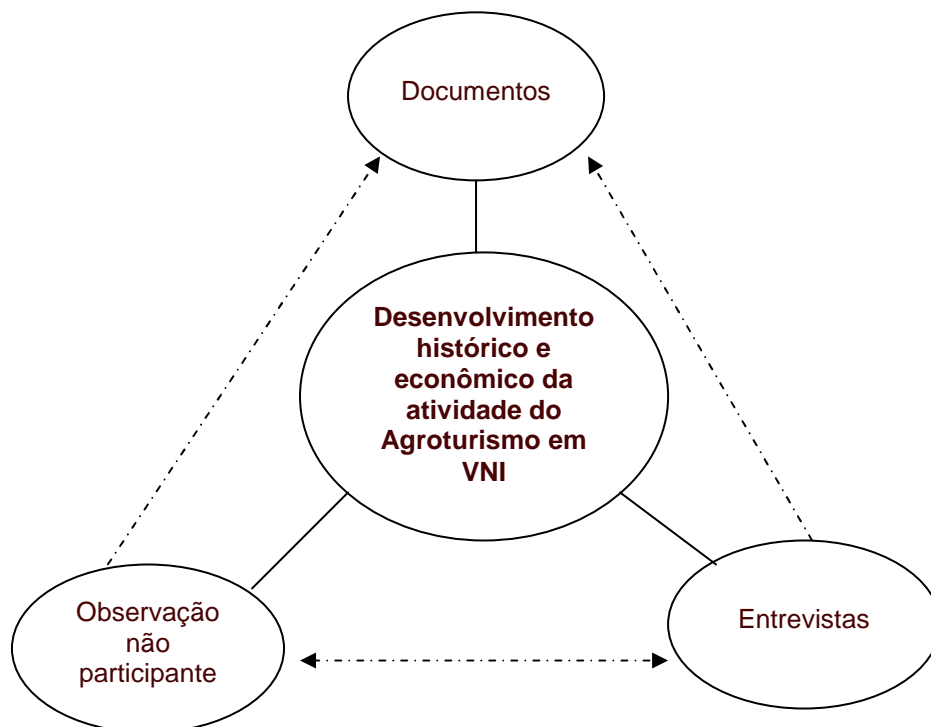 Documentos
Desenvolvimento
histórico e
econômico da
atividade do
Agroturismo em
VNI
Observação
não
participante
Entrevistas